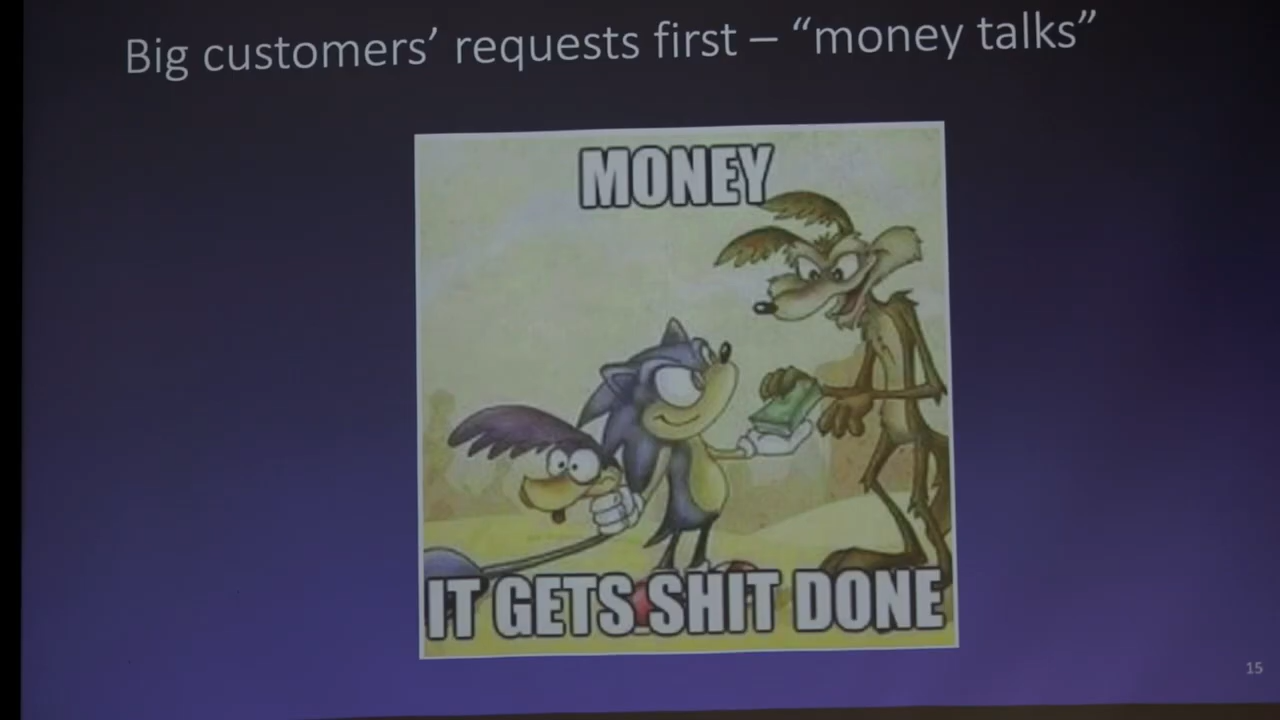 Big customers’ requests first – “money talks”
MONEY
IT GETS SHIT DONE
15